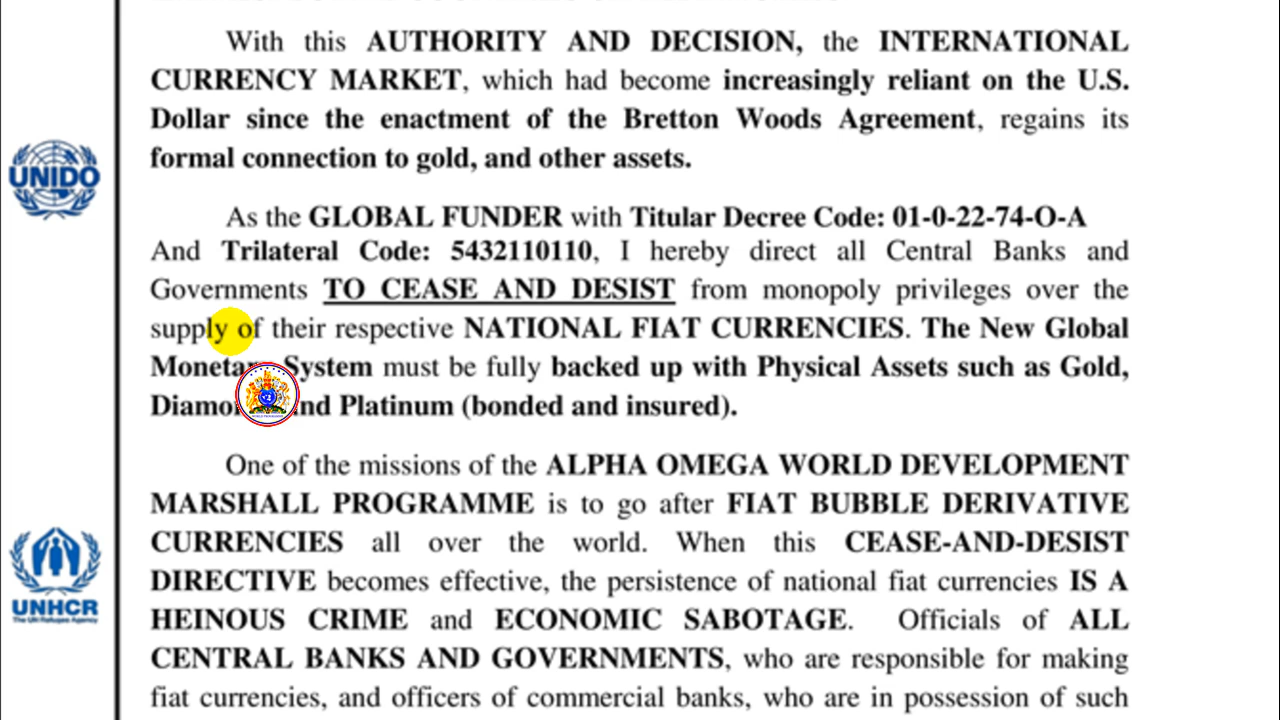 With this AUTHORITY AND DECISION, the INTERNATIONAL
CURRENCY MARKET, which had become increasingly reliant on the U.S.
Dollar since the enactment of the Bretton Woods Agreement, regains its
formal connection to gold, and other assets.
UNIDO
As the GLOBAL FUNDER with Titular Decree Code: 01-0-22-74-O-A
And Trilateral Code: 5432110110, I hereby direct all Central Banks and
Governments TO CEASE AND DESIST from monopoly privileges over the
supply of their respective NATIONAL FIAT CURRENCIES. The New Global
Monetary System must be fully backed up with Physical Assets such as Gold,
and Platinum (bonded and insured).
One of the missions of the ALPHA OMEGA WORLD DEVELOPMENT
MARSHALL PROGRAMME is to go after FIAT BUBBLE DERIVATIVE
CURRENCIES all over the world. When this CEASE-AND-DESIST
DIRECTIVE becomes effective, the persistence of national fiat currencies IS A
HEINOUS CRIME and ECONOMIC SABOTAGE. Officials of ALL
CENTRAL BANKS AND GOVERNMENTS, who are responsible for making
fiat currencies, and officers of commercial banks, who are in possession of such
UNHCR
The UN Refugee Agency